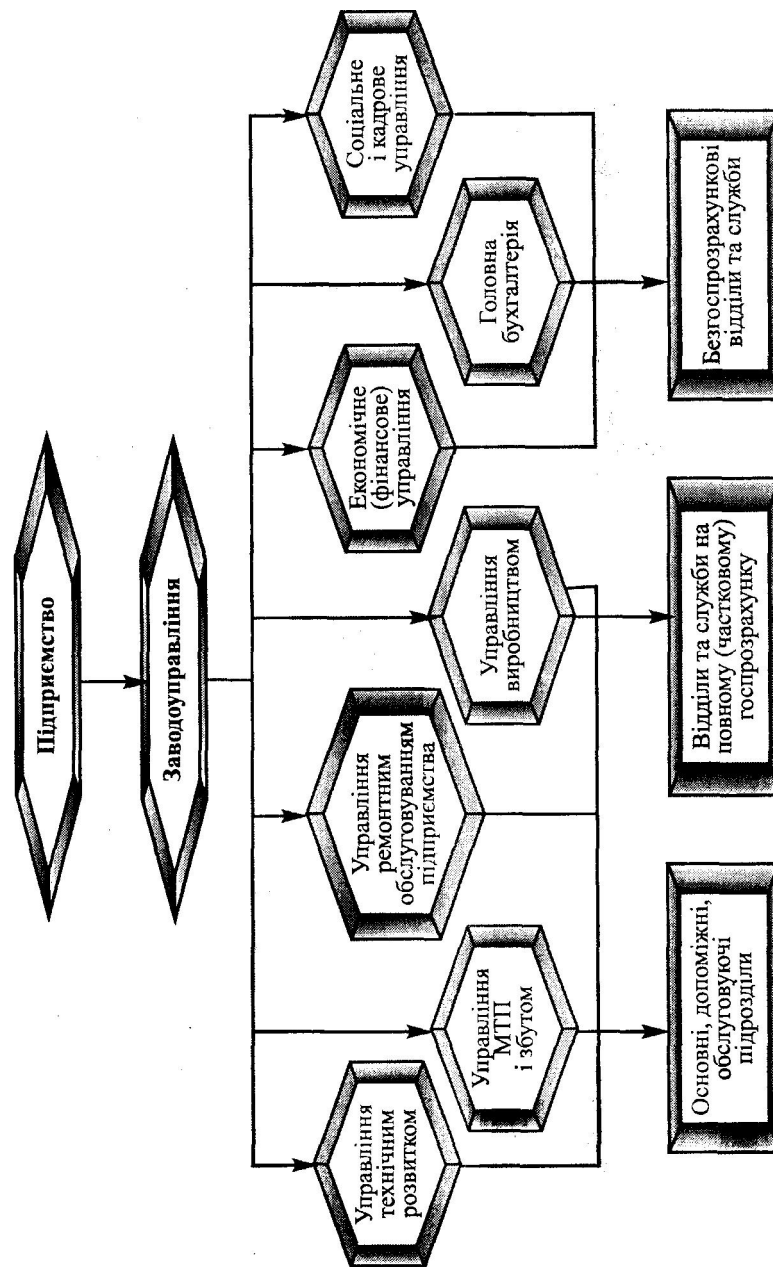 Підприємство
Заводоуправління
Управління
технічним
розвитком
Управління
МТП
і збутом
Управління
ремонтним
обслуговуванням
підприємства
Управління
виробництвом
Економічне
(фінансове)
управління
Головна
бухгалтерія
Соціальне
і кадрове
управління
Основні, допоміжні,
обслуговуючі
підрозділи
Відділи та служби на
повному (частковому)
госпрозрахунку
Безгоспрозрахункові
відділи та служби